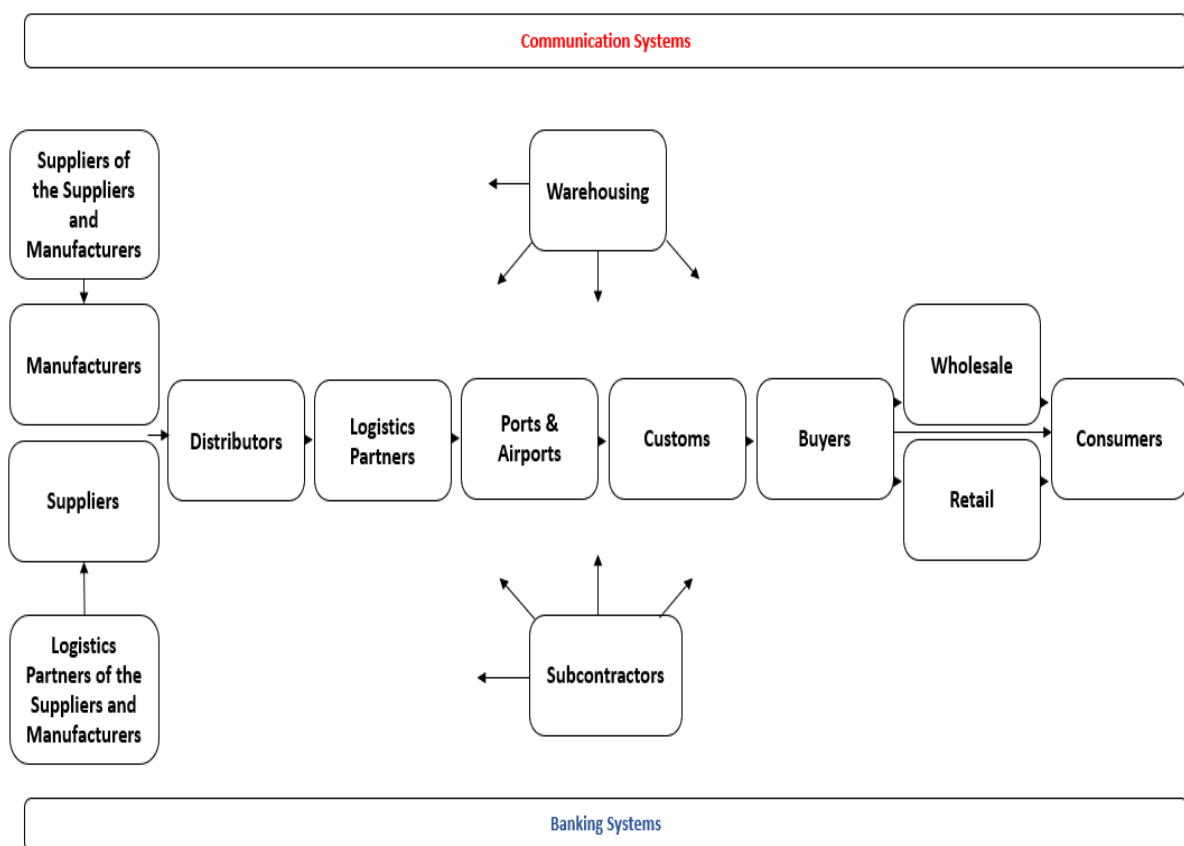 Communication Systems
Suppliers of
the Suppliers
and
Manufacturers
Warehousing
Manufacturers
Suppliers
Distributors
Logistics
Partners
Ports &
Airports
Customs
Buyers
Wholesale
Retail
Consumers
Logistics
Partners of the
Suppliers and
Manufacturers
Subcontractors
Banking Systems